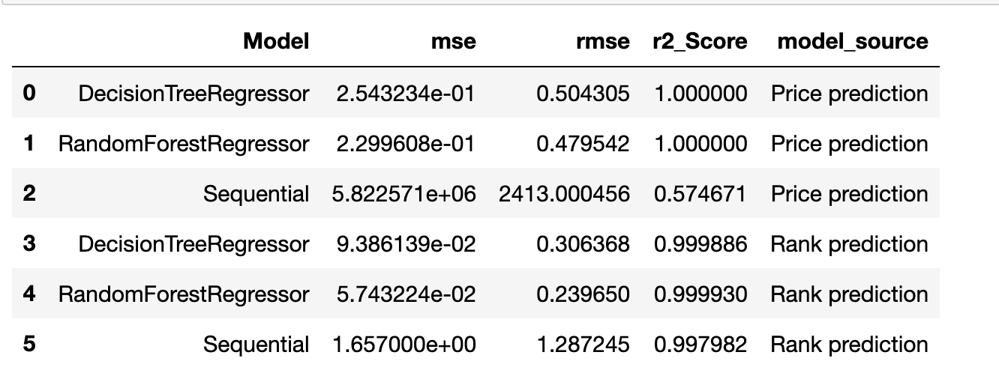 Model mse rmse r2_Score model_source
0 DecisionTreeRegressor 2.543234e-01 0.504305 1.000000 Price prediction
1 RandomForestRegressor 2.299608e-01 0.479542 1.000000 Price prediction
2 Sequential 5.822571e+06 2413.000456 0.574671 Price prediction
3 DecisionTreeRegressor 9.386139e-02 0.306368 0.999886 Rank prediction
4 RandomForestRegressor 5.743224e-02 0.239650 0.999930 Rank prediction
5 Sequential 1.657000e+00 1.287245 0.997982 Rank prediction